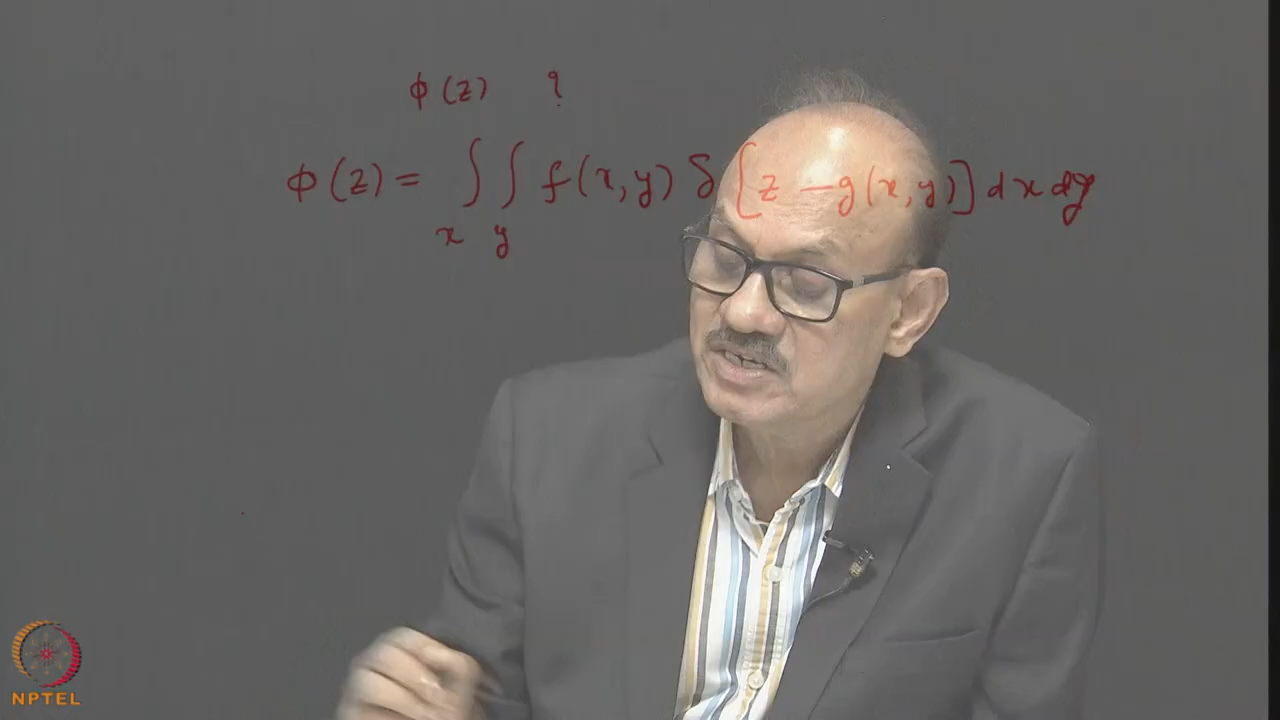 ϕ(z) ?
ϕ(z) = ∫ ∫ f(x,y) δ [z − g(x,y)] dx dy
x y
NPTEL